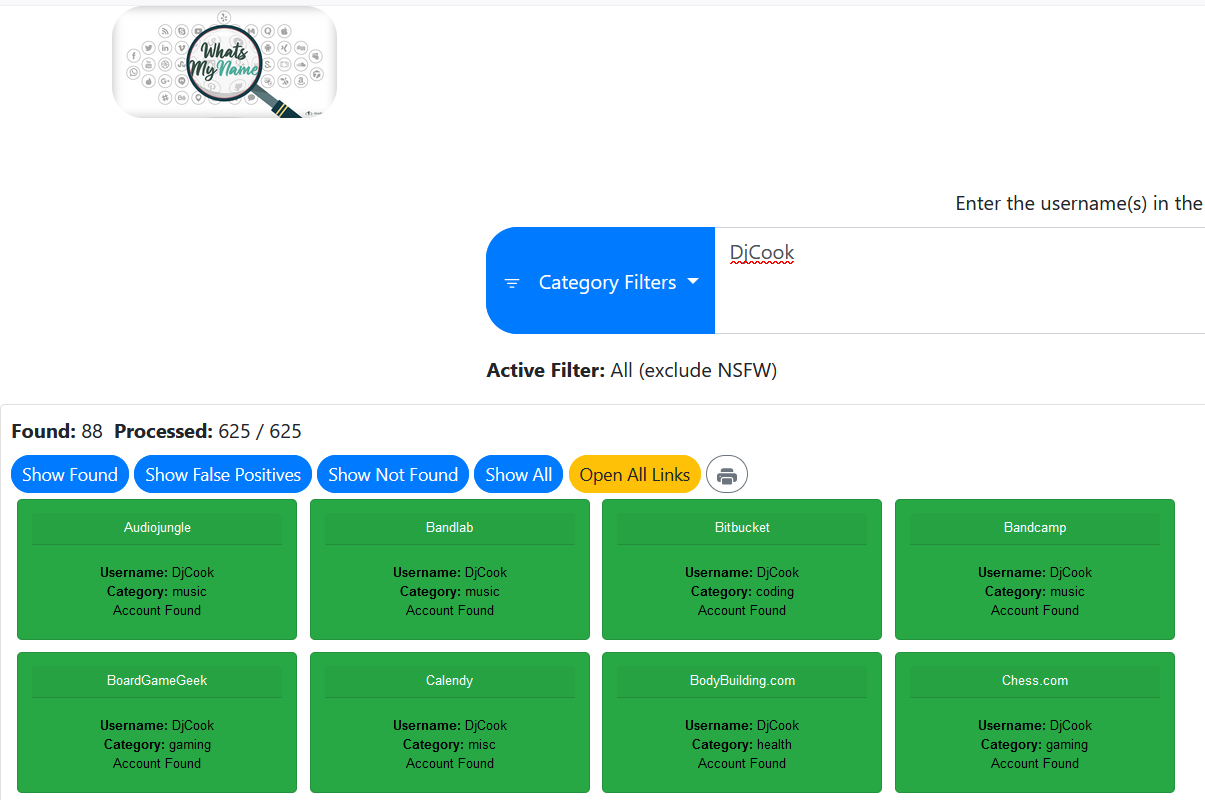 Whats
MyName
Enter the username(s) in the
Category Filters
DjCook
Active Filter: All (exclude NSFW)
Found: 88 Processed: 625 / 625
Show Found Show False Positives Show Not Found Show All Open All Links
Audiojungle
Username: DjCook
Category: music
Account Found
Bandlab
Username: DjCook
Category: music
Account Found
Bitbucket
Username: DjCook
Category: coding
Account Found
Bandcamp
Username: DjCook
Category: music
Account Found
BoardGameGeek
Username: DjCook
Category: gaming
Account Found
Calendy
Username: DjCook
Category: misc
Account Found
BodyBuilding.com
Username: DjCook
Category: health
Account Found
Chess.com
Username: DjCook
Category: gaming
Account Found